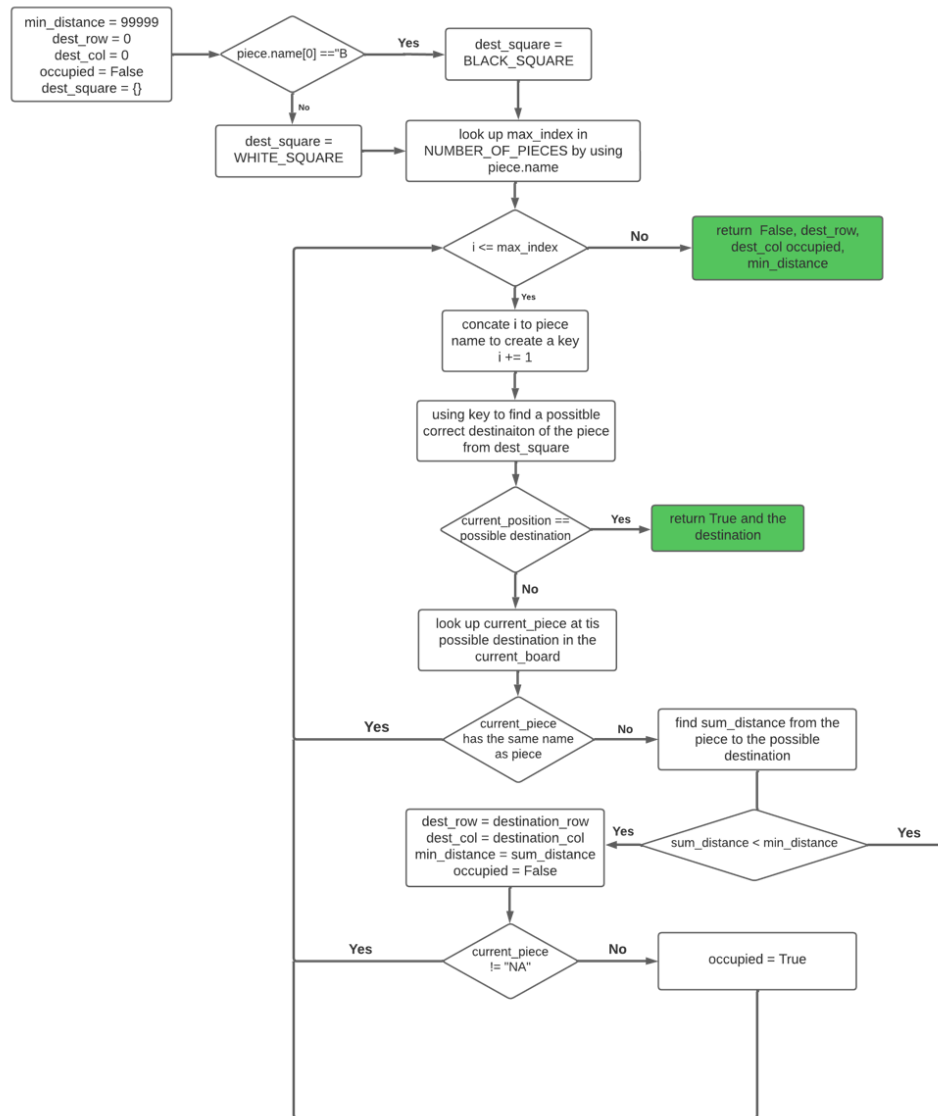 min_distance = 99999
dest_row = 0
dest_col = 0
occupied = False
dest_square = {}
piece.name[0] =="B
Yes
dest_square =
BLACK_SQUARE
No
dest_square =
WHITE_SQUARE
look up max_index in
NUMBER_OF_PIECES by using
piece.name
i <= max_index
No
return  False, dest_row,
dest_col occupied,
min_distance
Yes
concate i to piece
name to create a key
i += 1
using key to find a possitble
correct destinaiton of the piece
from dest_square
current_position ==
possible destination
Yes
return True and the
destination
No
look up current_piece at tis
possible destination in the
current_board
Yes
current_piece
has the same name
as piece
No
find sum_distance from the
piece to the possible
destination
dest_row = destination_row
dest_col = destination_col
min_distance = sum_distance
occupied = False
Yes
sum_distance < min_distance
Yes
Yes
current_piece
!= "NA"
No
occupied = True